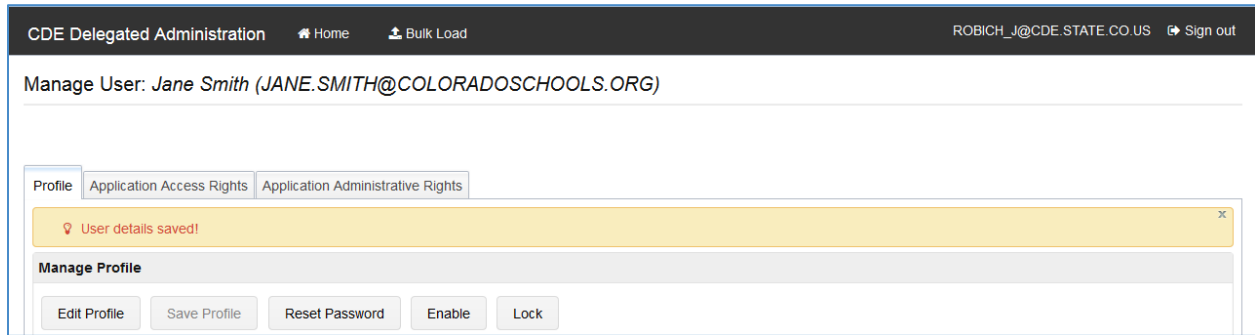 CDE Delegated Administration Home Bulk Load ROBICH_J@CDE.STATE.CO.US Sign out
Manage User: Jane Smith (JANE.SMITH@COLORADOSCHOOLS.ORG)
Profile Application Access Rights Application Administrative Rights
User details saved! x
Manage Profile
Edit Profile Save Profile Reset Password Enable Lock